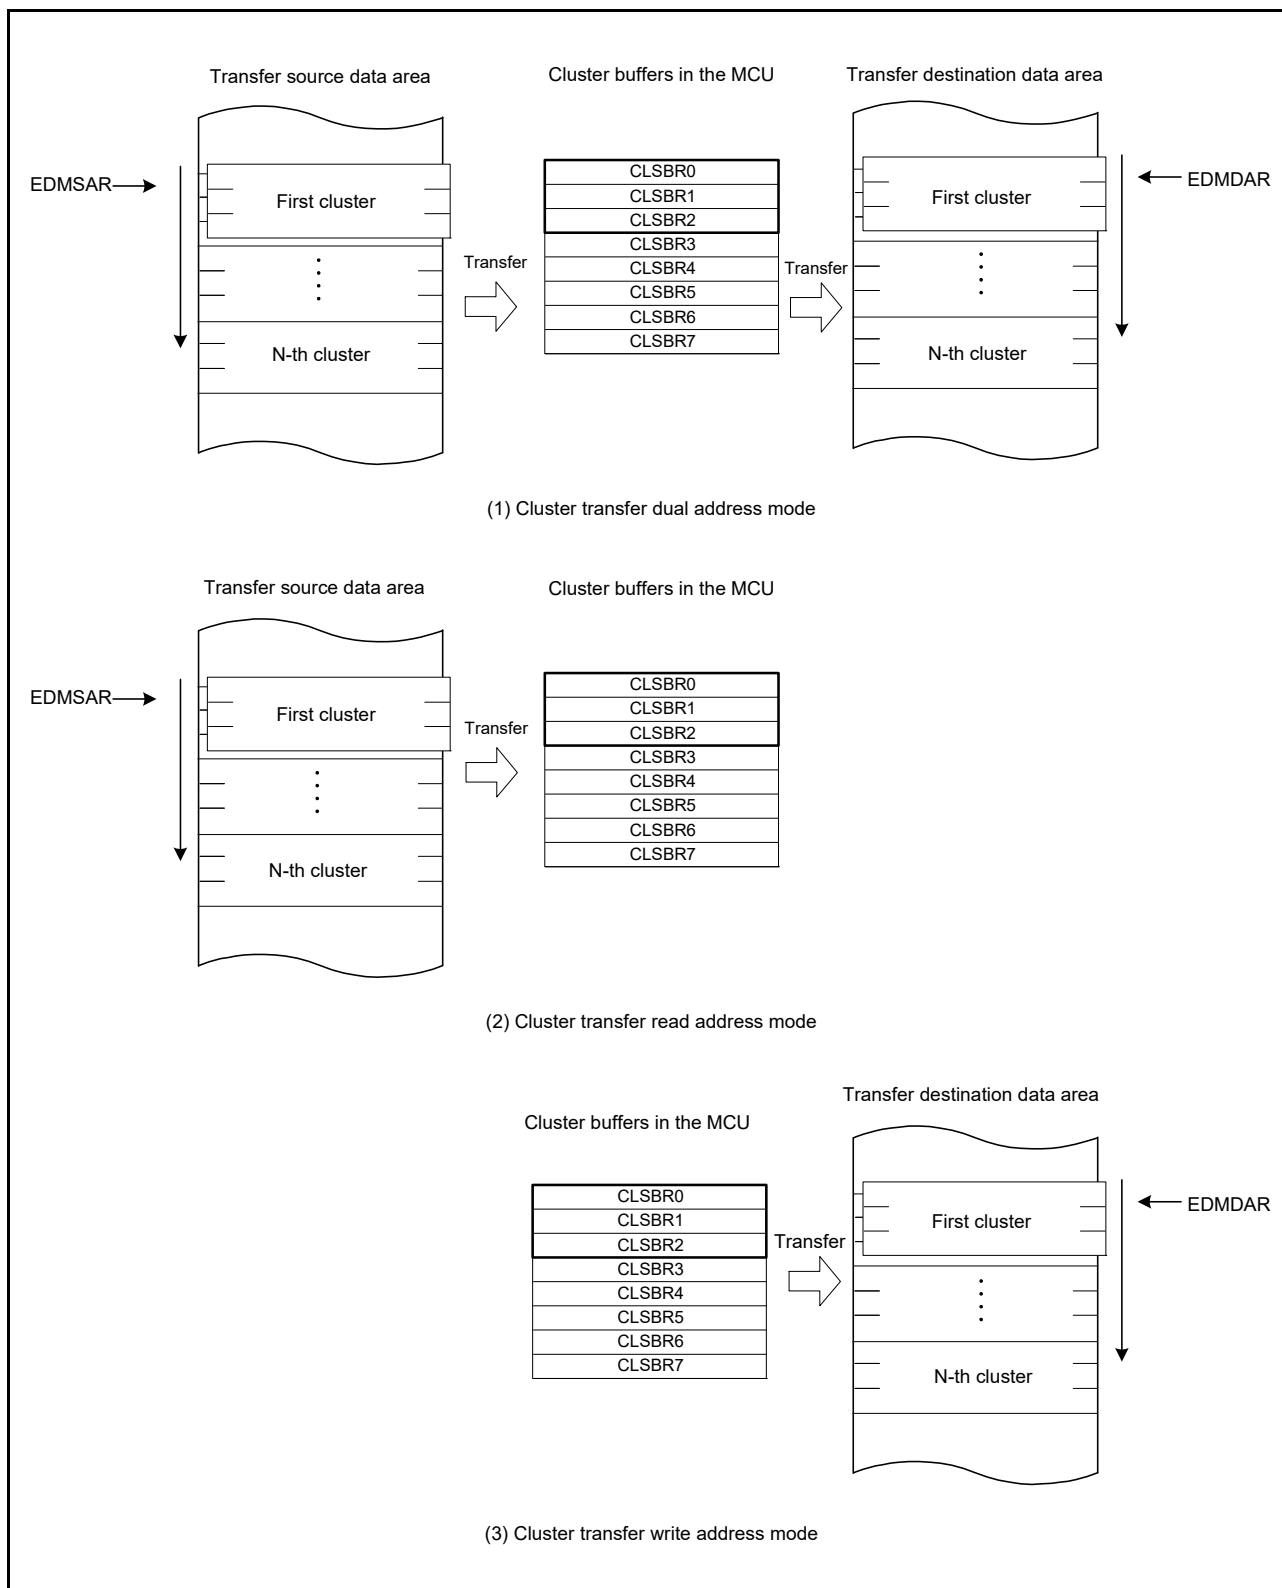 Transfer source data area
Cluster buffers in the MCU
Transfer destination data area
EDMSAR
First cluster
N-th cluster
Transfer
CLSBR0
CLSBR1
CLSBR2
CLSBR3
CLSBR4
CLSBR5
CLSBR6
CLSBR7
Transfer
First cluster
N-th cluster
EDMDAR
(1) Cluster transfer dual address mode
Transfer source data area
Cluster buffers in the MCU
EDMSAR
First cluster
N-th cluster
Transfer
CLSBR0
CLSBR1
CLSBR2
CLSBR3
CLSBR4
CLSBR5
CLSBR6
CLSBR7
(2) Cluster transfer read address mode
Cluster buffers in the MCU
Transfer destination data area
CLSBR0
CLSBR1
CLSBR2
CLSBR3
CLSBR4
CLSBR5
CLSBR6
CLSBR7
Transfer
First cluster
N-th cluster
EDMDAR
(3) Cluster transfer write address mode